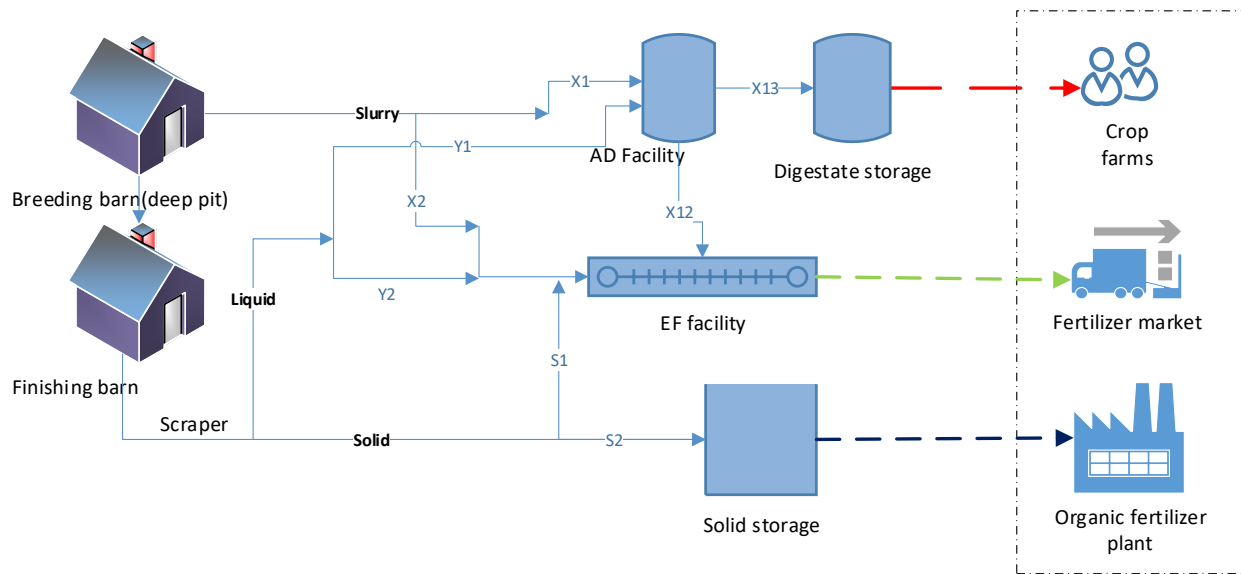 X1
X13
Slurry
Y1
AD Facility
Crop
farms
Digestate storage
Breeding barn(deep pit)
X2
X12
Liquid
Y2
EF facility
Fertilizer market
S1
Finishing barn
Scraper
Solid
S2
Solid storage
Organic fertilizer
plant